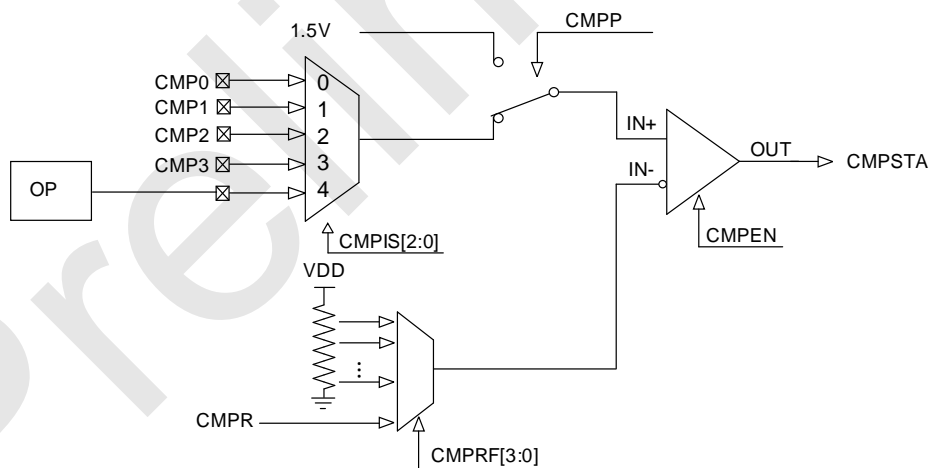 Prelim
1.5V
CMPP
CMP0
0
CMP1
1
CMP2
2
CMP3
3
OP
4
IN+
IN-
OUT
CMPSTA
CMPEN
CMPIS[2:0]
VDD
...
CMPR
CMPRF[3:0]